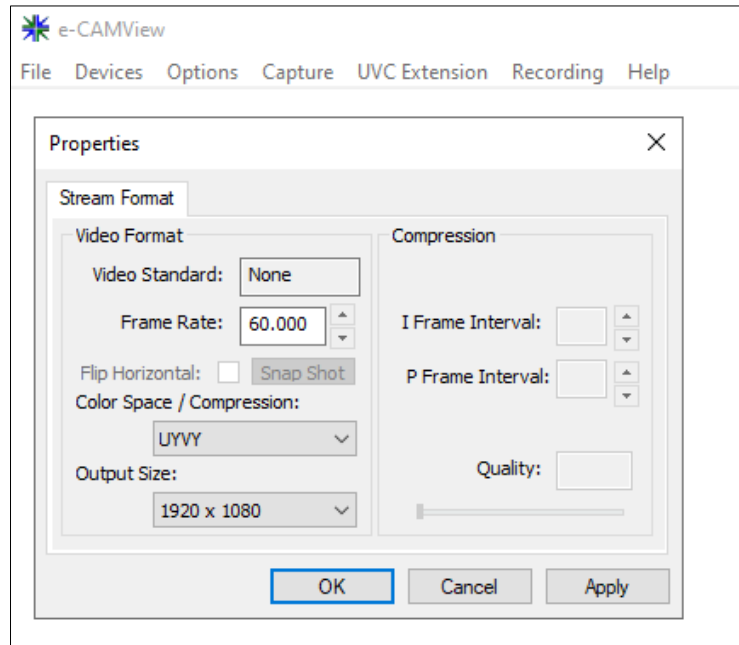 e-CAMView
File Devices Options Capture UVC Extension Recording Help
Properties
Stream Format
Video Format
Video Standard: None
Frame Rate: 60.000
Flip Horizontal: Snap Shot
Color Space / Compression:
UYVY
Output Size:
1920 x 1080
Compression
I Frame Interval:
P Frame Interval:
Quality:
OK Cancel Apply